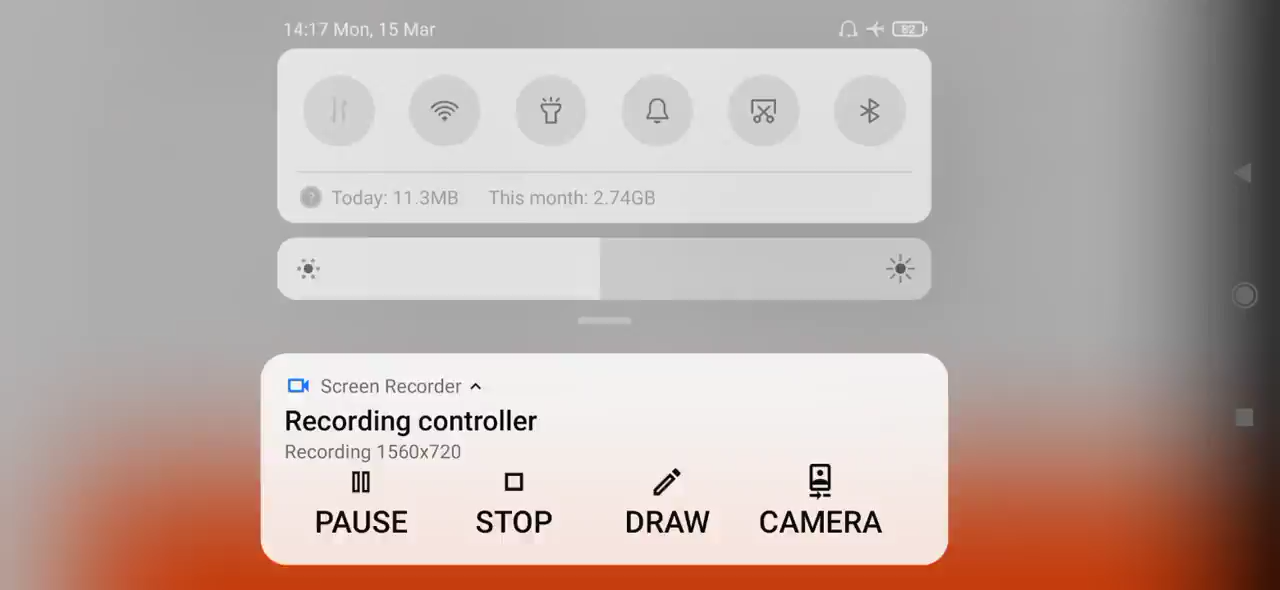 14:17 Mon, 15 Mar
92
Today: 11.3MB This month: 2.74GB
Screen Recorder
Recording controller
Recording 1560x720
PAUSE STOP DRAW CAMERA